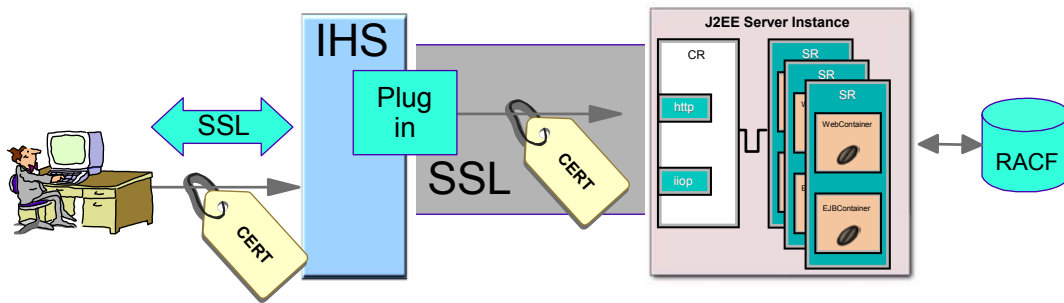 J2EE Server Instance
IHS
Plug
in
SSL
SSL
CERT
CERT
CR
http
iiop
SR
SR
SR
WebContainer
EJBContainer
RACF